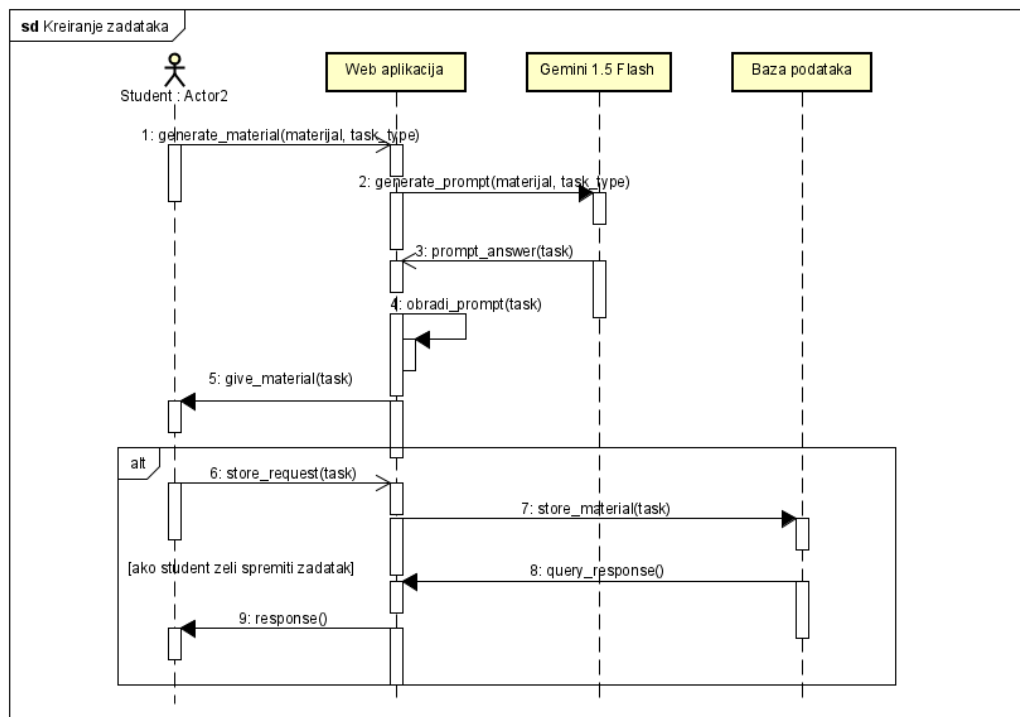 sd Kreiranje zadataka
Student : Actor2
Web aplikacija
Gemini 1.5 Flash
Baza podataka
1: generate_material(materijal, task_type)
2: generate_prompt(materijal, task_type)
3: prompt_answer(task)
4: obradi_prompt(task)
5: give_material(task)
alt
6: store_request(task)
7: store_material(task)
[ako student zeli spremiti zadatak]
8: query_response()
9: response()